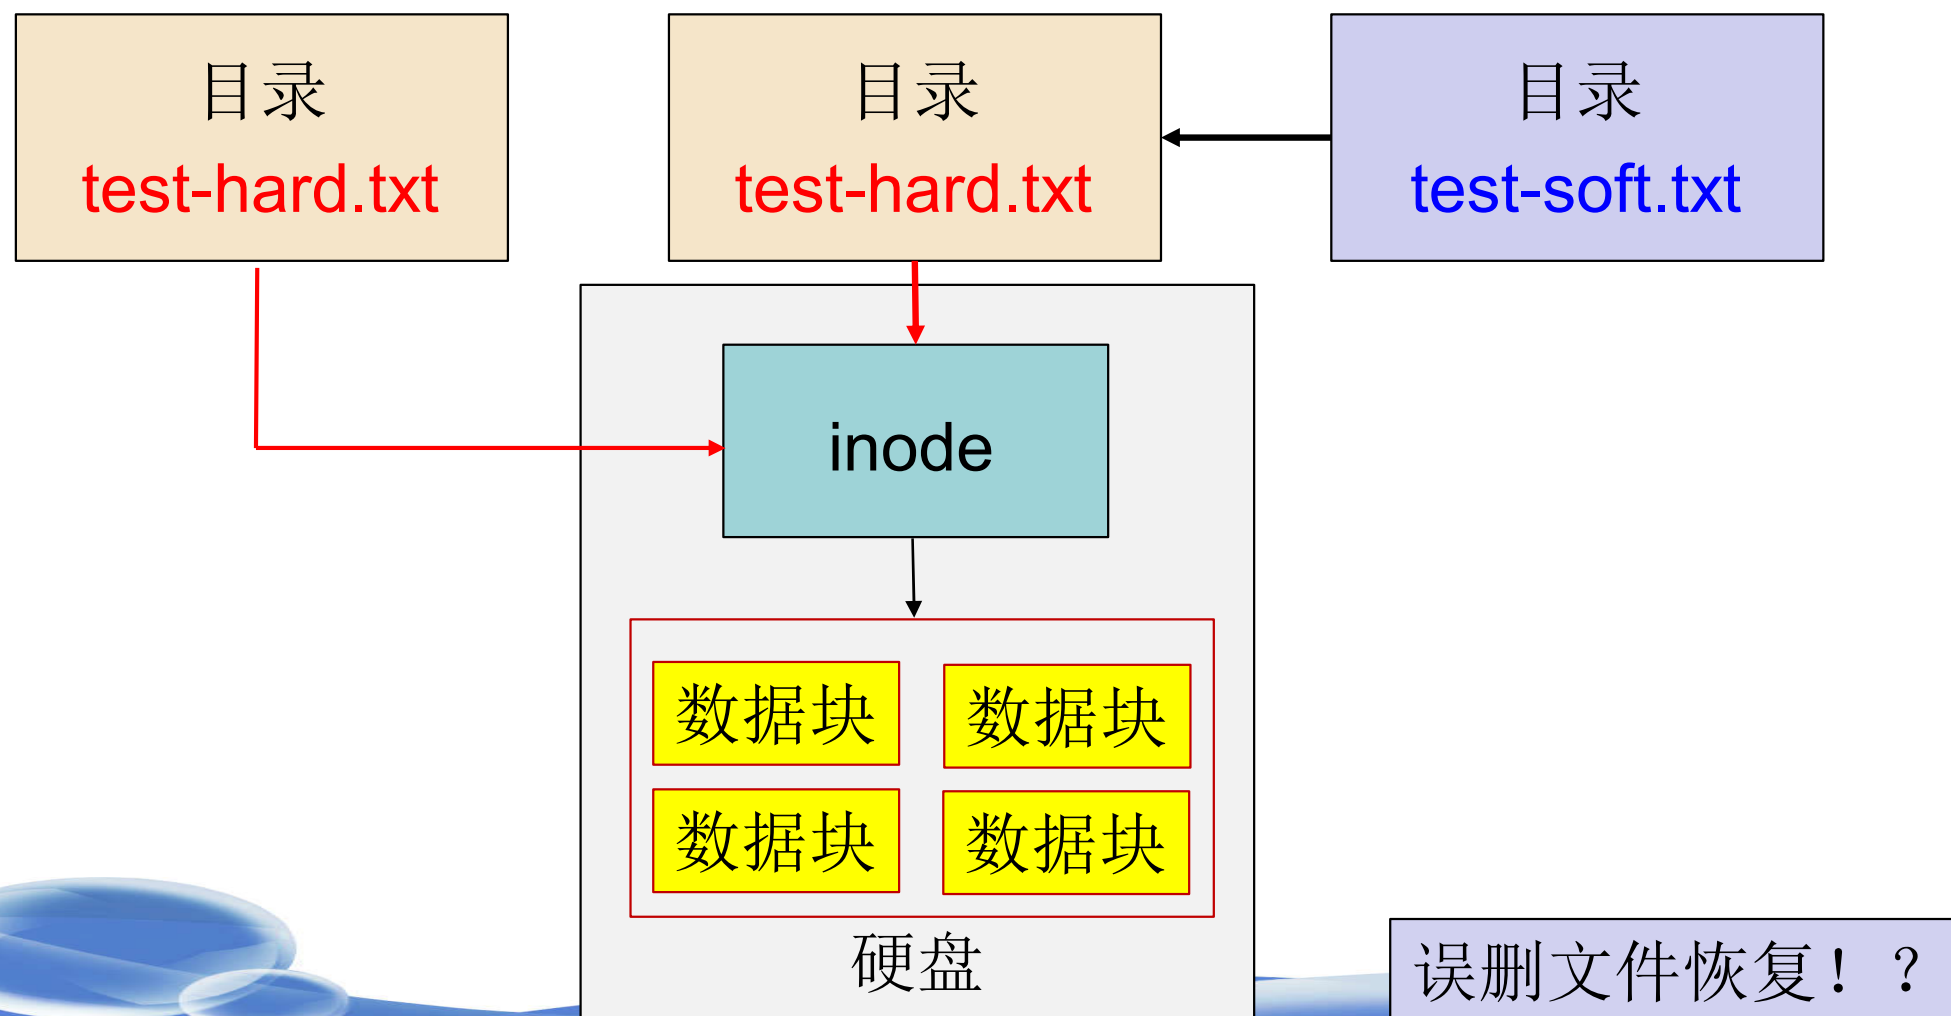 目录
test-hard.txt
目录
test-hard.txt
目录
test-soft.txt
inode
数据块
数据块
数据块
数据块
硬盘
误删文件恢复！？